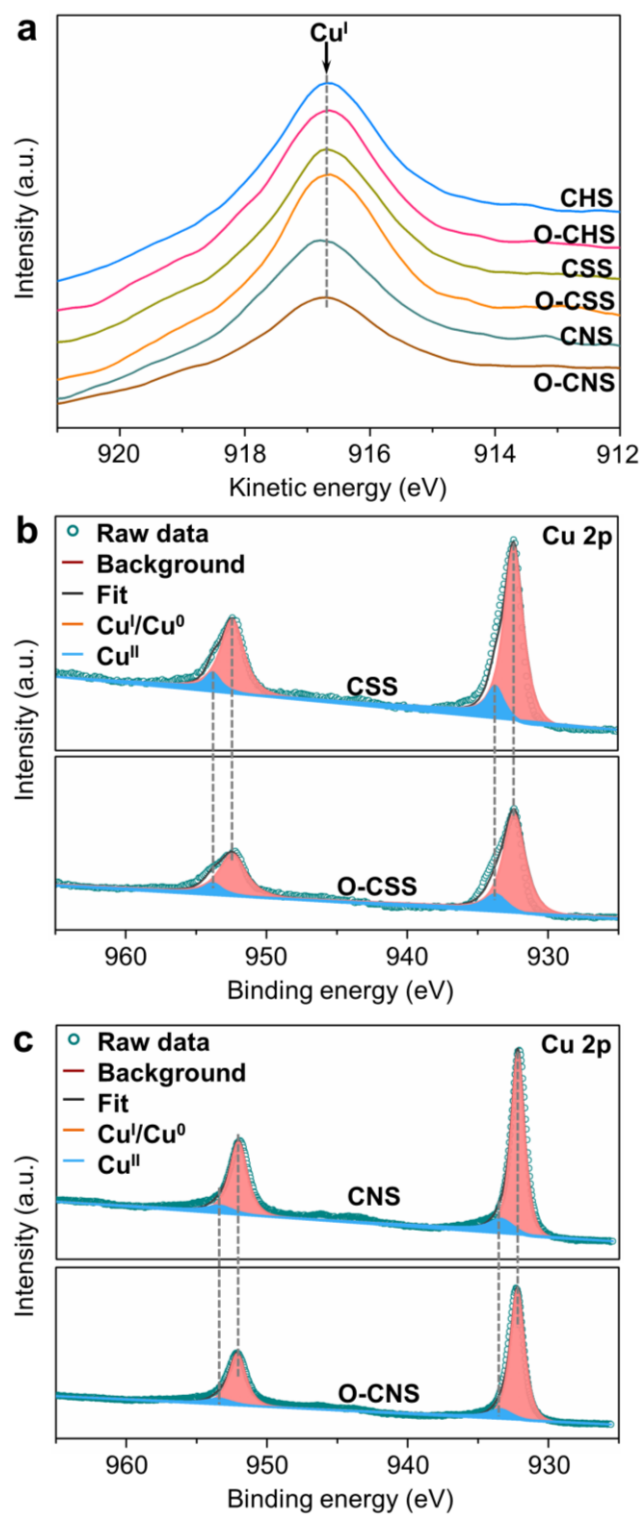 a
Cuᴵ
CHS
O-CHS
CSS
O-CSS
CNS
O-CNS
Intensity (a.u.)
920 918 916 914 912
Kinetic energy (eV)
b
Raw data
Background
Fit
Cuᴵ/Cu⁰
Cuᴵᴵ
Cu 2p
CSS
O-CSS
Intensity (a.u.)
960 950 940 930
Binding energy (eV)
c
Raw data
Background
Fit
Cuᴵ/Cu⁰
Cuᴵᴵ
Cu 2p
CNS
O-CNS
Intensity (a.u.)
960 950 940 930
Binding energy (eV)